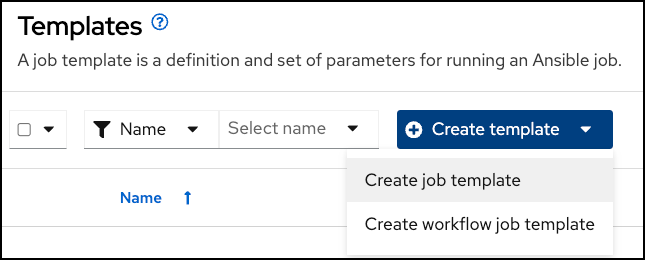 Templates
A job template is a definition and set of parameters for running an Ansible job.
Name Select name Create template
Create job template
Name
Create workflow job template